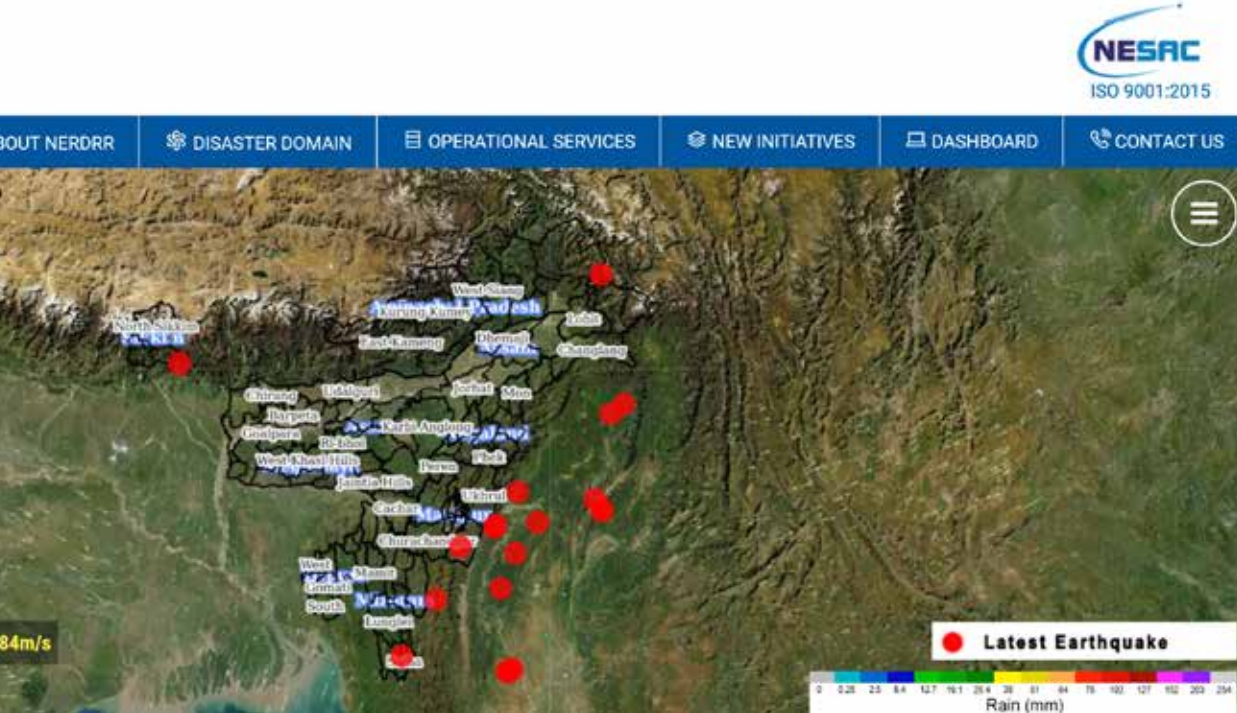 NESAC
ISO 9001:2015
BOUT NERDRR
DISASTER DOMAIN
OPERATIONAL SERVICES
NEW INITIATIVES
DASHBOARD
CONTACT US
West Siang
Arunachal Pradesh
Kurung Kumey
Lohit
North Sikkim
East Kameng
Dhemaji
Changlang
Chirang
Udalguri
Jorhat
Mon
Barpeta
Karbi Anglong
Goalpara
Ri-bhoi
West Khasi Hills
Peren
Phek
Jaintia Hills
Ukhrul
Cachar
West
Mamit
Gomati
South
Lunglei
84m/s
Latest Earthquake
0 0.25 2.5 6.4 12.7 19.1 25.4 38 51 64 76 102 127 152 203 254
Rain (mm)